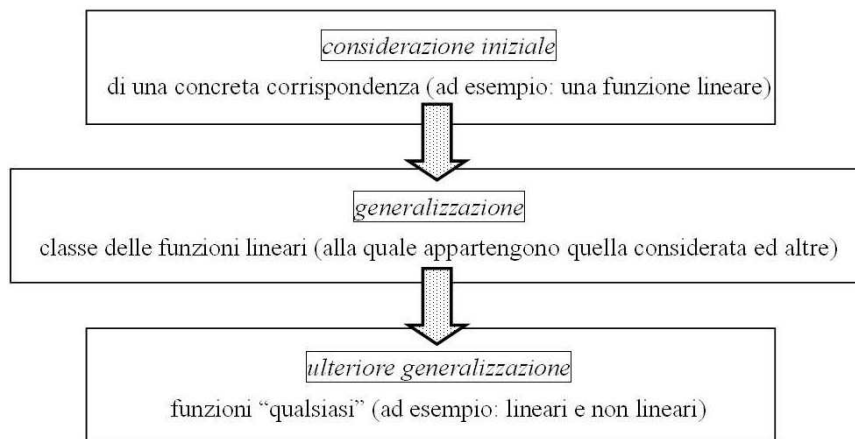 considerazione iniziale
di una concreta corrispondenza (ad esempio: una funzione lineare)
generalizzazione
classe delle funzioni lineari (alla quale appartengono quella considerata ed altre)
ulteriore generalizzazione
funzioni “qualsiasi” (ad esempio: lineari e non lineari)